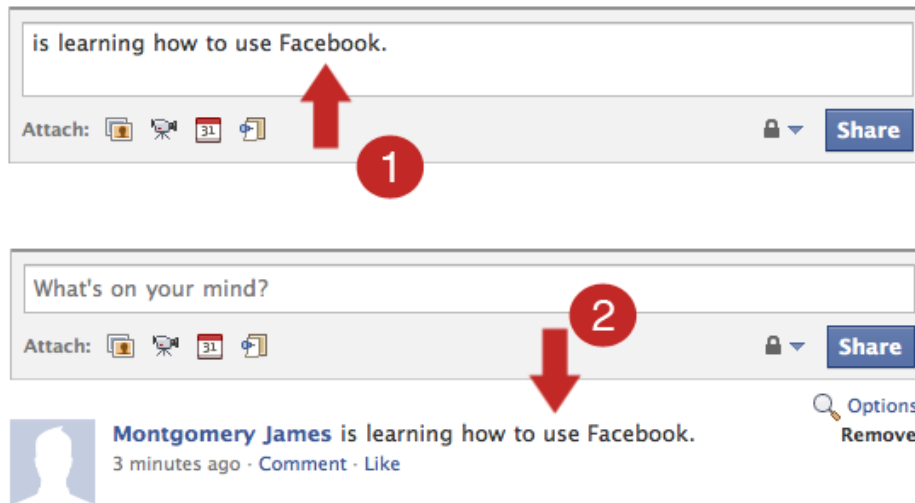 is learning how to use Facebook.
Attach: 31 Share
1
What's on your mind?
2
Attach: 31 Share
Options
Montgomery James is learning how to use Facebook. Remove
3 minutes ago · Comment · Like